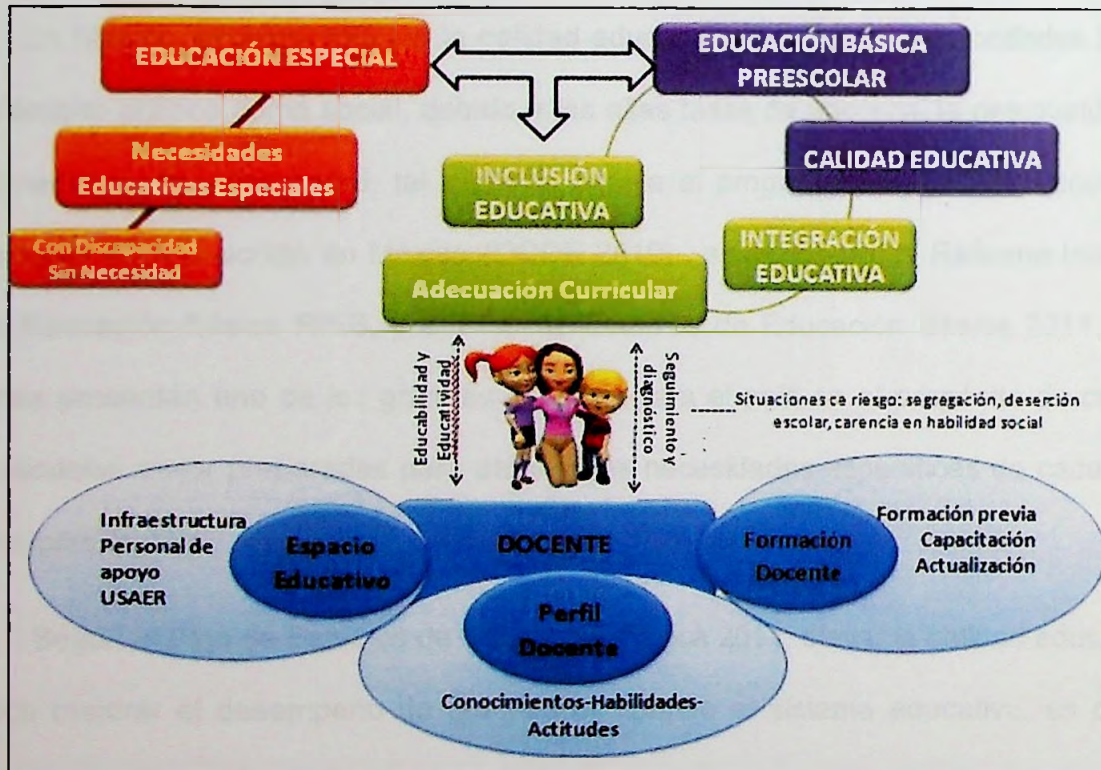 EDUCACIÓN ESPECIAL
EDUCACIÓN BÁSICA
PREESCOLAR
Necesidades
Educativas Especiales
INCLUSIÓN
EDUCATIVA
CALIDAD EDUCATIVA
Con Discapacidad
Sin Necesidad
INTEGRACIÓN
EDUCATIVA
Adecuación Curricular
Educabilidad y
Educatividad
Seguimiento y
diagnóstico
Situaciones de riesgo: segregación, deserción
escolar, carencia en habilidad social
Infraestructura
Personal de
apoyo
USAER
Espacio
Educativo
DOCENTE
Formación
Docente
Formación previa
Capacitación
Actualización
Perfil
Docente
Conocimientos-Habilidades-
Actitudes